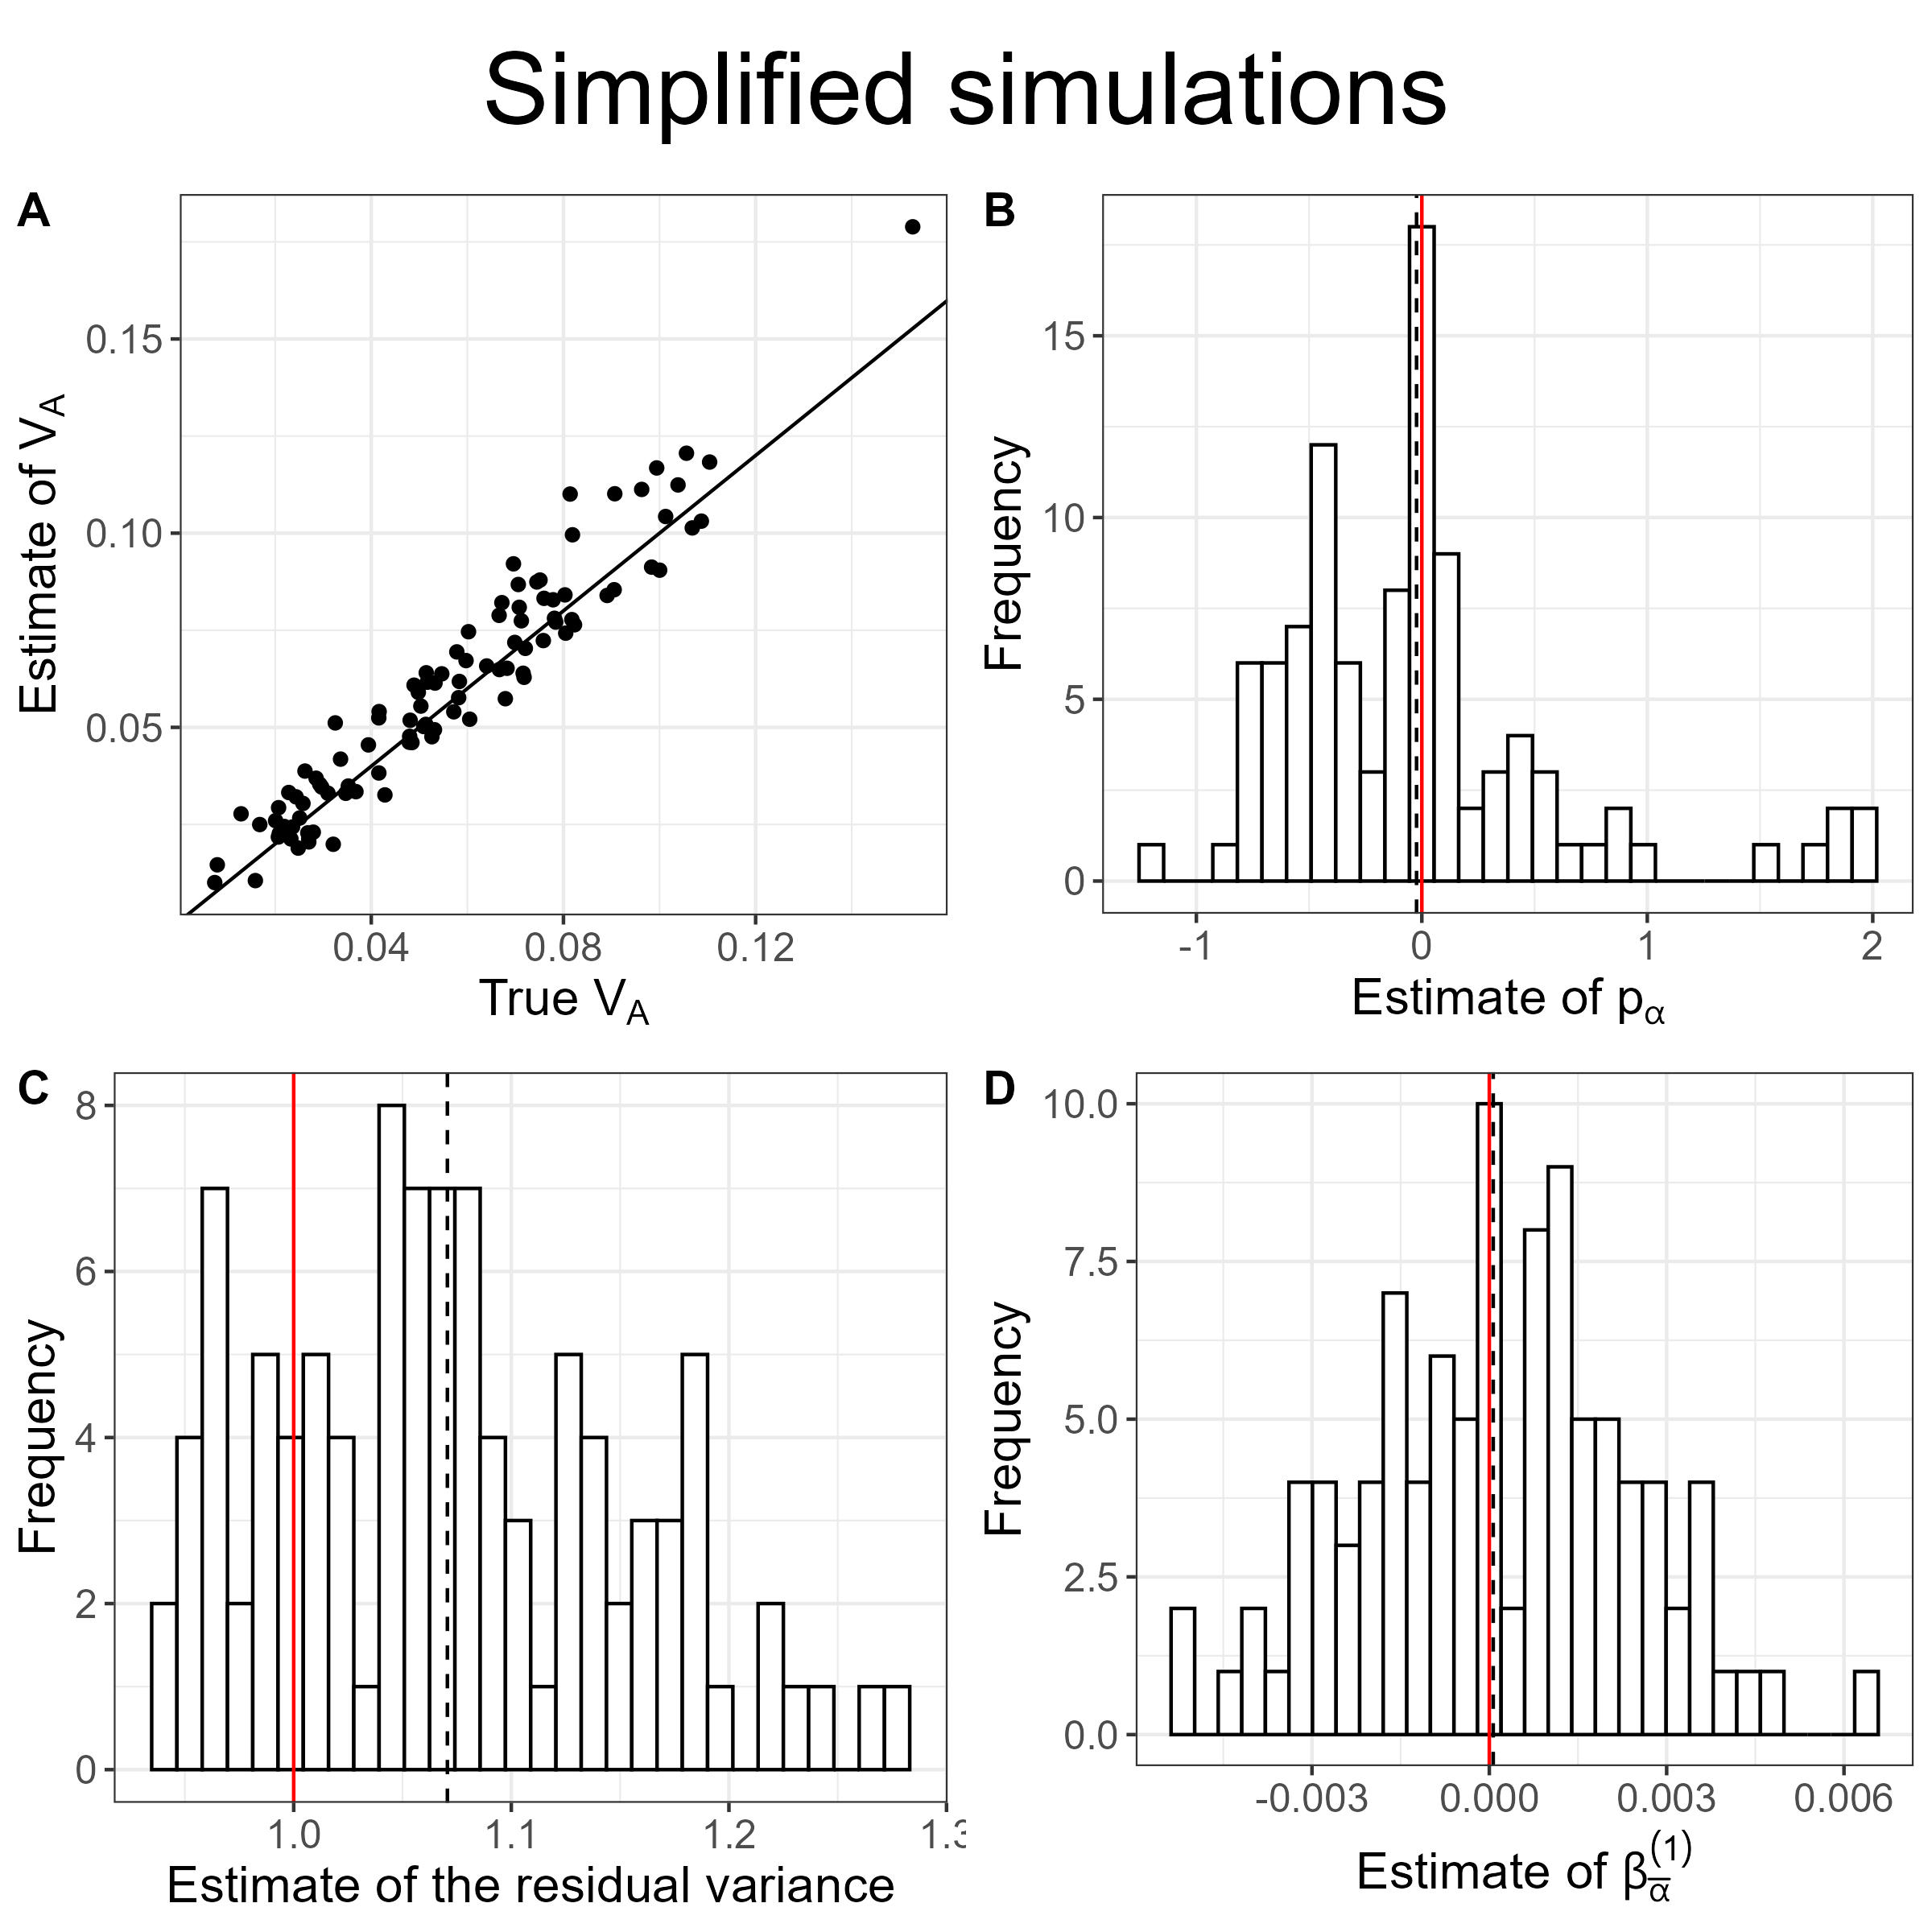 Simplified simulations
A
0.15
0.10
0.05
Estimate of V_A
0.04 0.08 0.12
True V_A
B
15
10
5
0
Frequency
-1 0 1 2
Estimate of p_α
C
8
6
4
2
0
Frequency
1.0 1.1 1.2
Estimate of the residual variance
D
10.0
7.5
5.0
2.5
0.0
Frequency
-0.003 0.000 0.003 0.006
Estimate of β_α̅^(1)